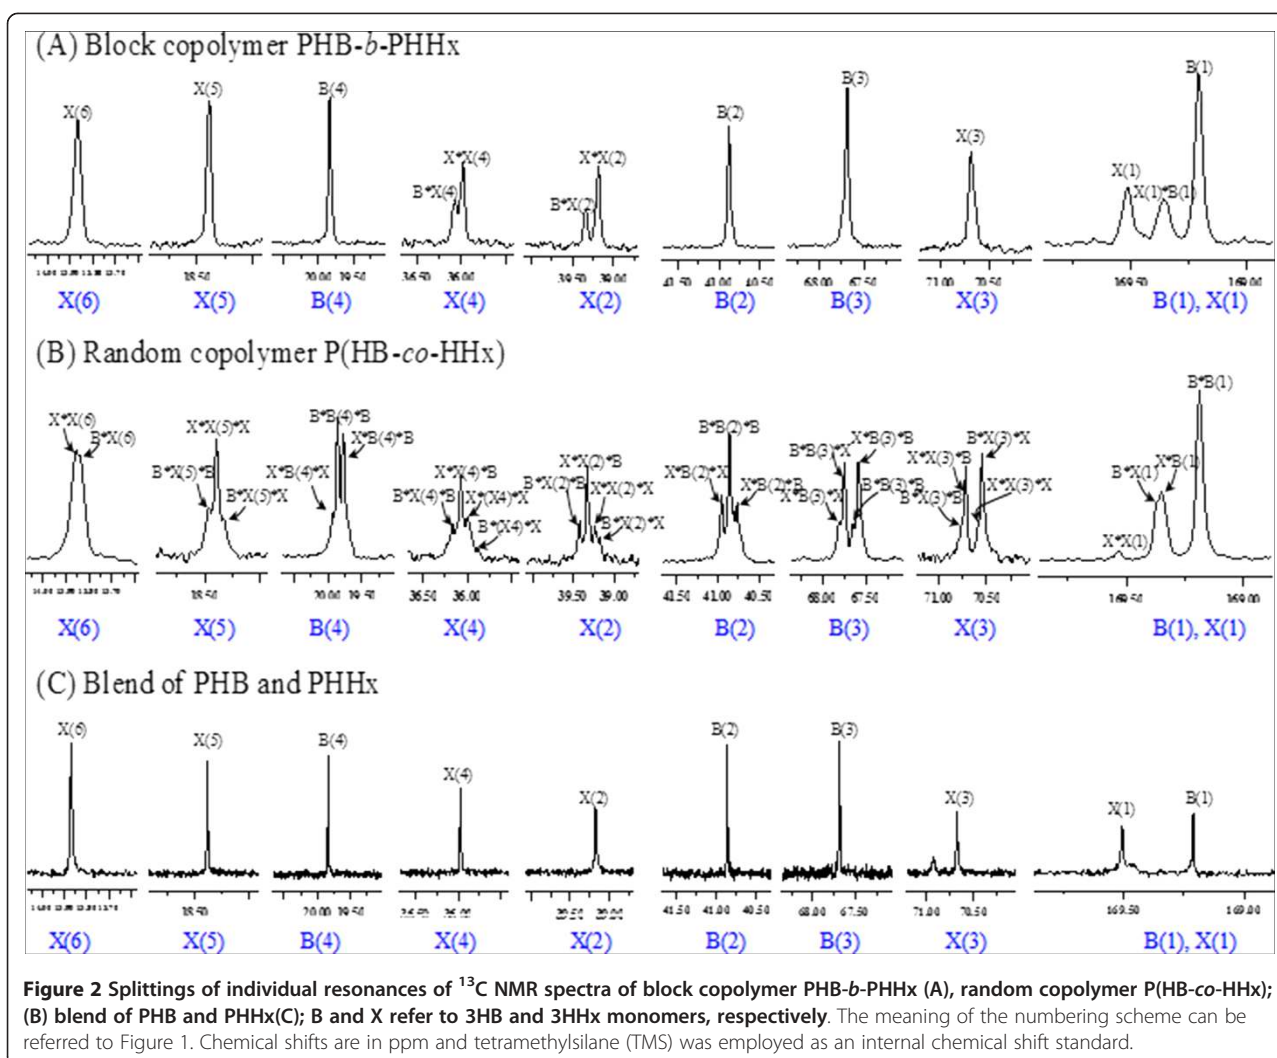 (A) Block copolymer PHB-b-PHHx
X(6) X(5) B(4) B*X(4) X*X(4) B*X(2) X*X(2) B(2) B(3) X(3) X(1) X(1)*B(1) B(1)
18.50 20.00 19.50 36.50 36.00 39.50 39.00 41.50 41.00 40.50 68.00 67.50 71.00 70.50 169.50 169.00
X(6) X(5) B(4) X(4) X(2) B(2) B(3) X(3) B(1), X(1)
(B) Random copolymer P(HB-co-HHx)
B*B(1)
X*X(6) X*X(5)*X B*B(4)*B B*B(2)*B
B*X(6) X*B(4)*B B*B(3)*X X*B(3)*B B*X(3)*X
B*X(5)*B X*B(4)*X X*X(4)*B X*X(2)*B X*B(2)*X X*X(3)*B B*X(1) X*B(1)
B*X(5)*X B*X(4)*B X*(X4)*X B*X(2)*B X*X(2)*X X*B(2)*B X*B(3)*X B*B(3)*B B*X(3)*B X*X(3)*X
B*(X4)*X B*X(2)*X X*X(1)
18.50 20.00 19.50 36.50 36.00 39.50 39.00 41.50 41.00 40.50 68.00 67.50 71.00 70.50 169.50 169.00
X(6) X(5) B(4) X(4) X(2) B(2) B(3) X(3) B(1), X(1)
(C) Blend of PHB and PHHx
X(6) X(5) B(4) X(4) X(2) B(2) B(3) X(3) X(1) B(1)
18.50 20.00 19.50 41.50 41.00 40.50 68.00 67.50 71.00 70.50 169.50 169.00
X(6) X(5) B(4) X(4) X(2) B(2) B(3) X(3) B(1), X(1)
Figure 2 Splittings of individual resonances of 13C NMR spectra of block copolymer PHB-b-PHHx (A), random copolymer P(HB-co-HHx);
(B) blend of PHB and PHHx(C); B and X refer to 3HB and 3HHx monomers, respectively. The meaning of the numbering scheme can be
referred to Figure 1. Chemical shifts are in ppm and tetramethylsilane (TMS) was employed as an internal chemical shift standard.